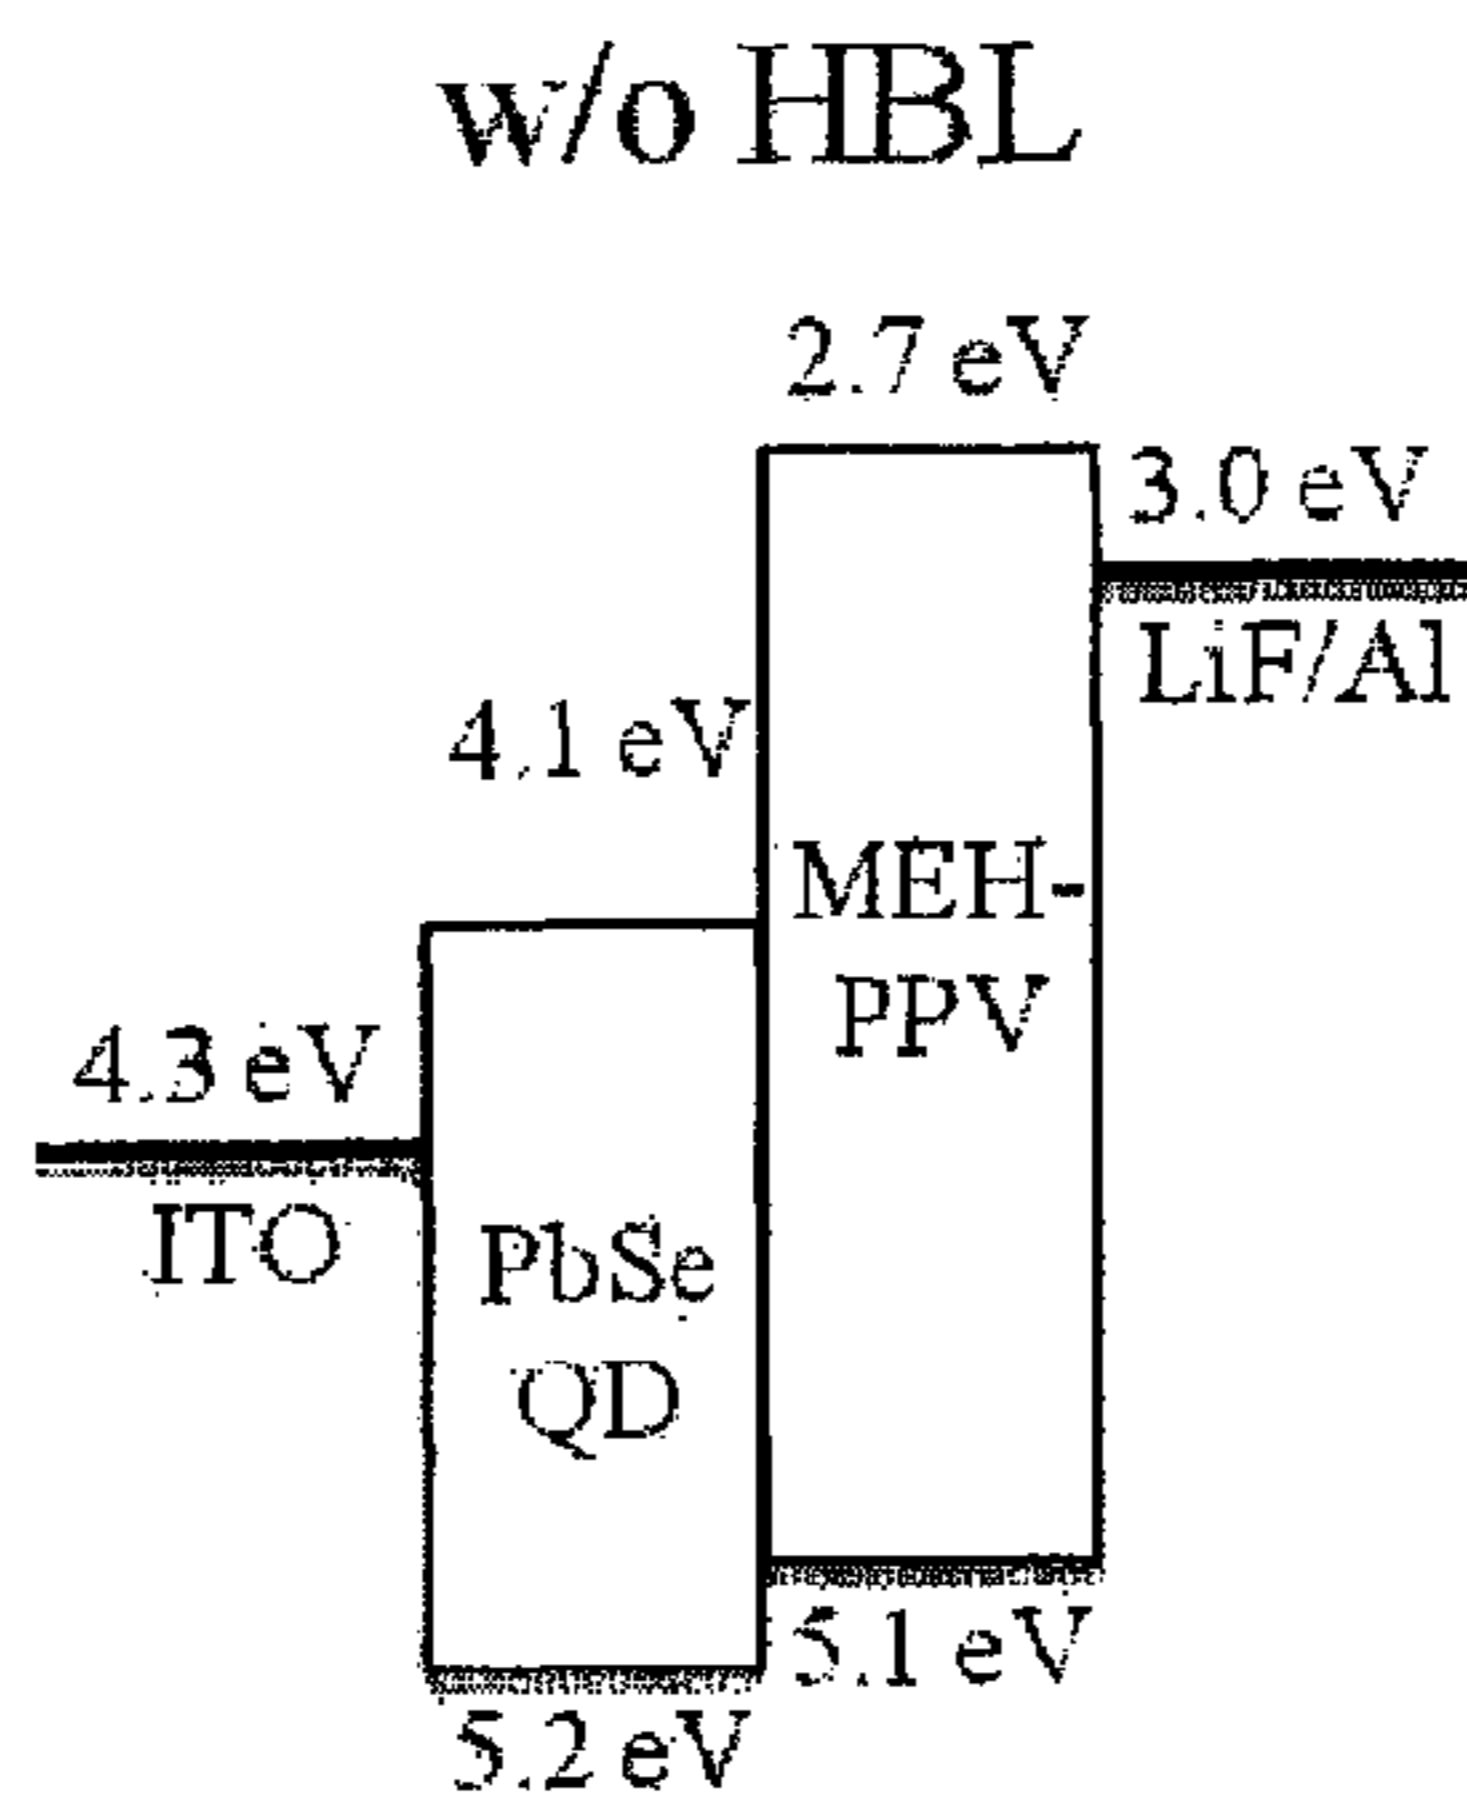 w/o HBL
2.7 eV
3.0 eV
LiF/Al
4.1 eV
MEH-
PPV
4.3 eV
ITO
PbSe
QD
5.1 eV
5.2 eV